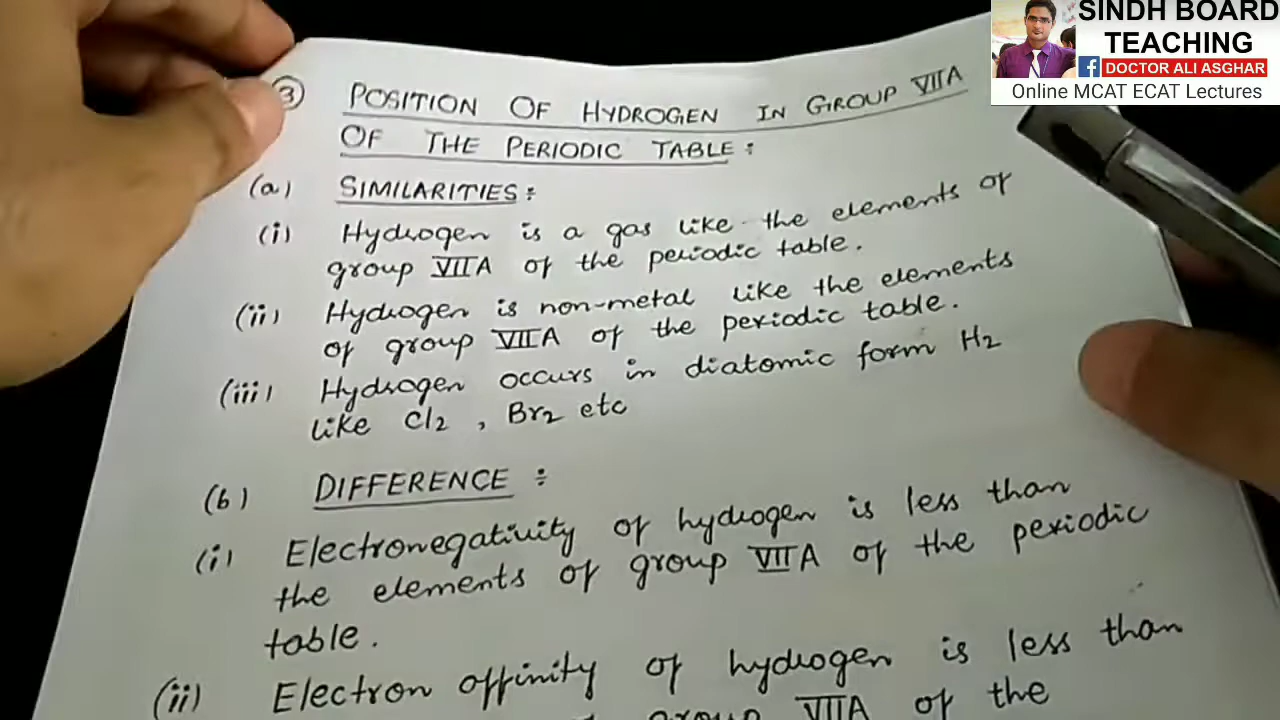 SINDH BOARD
TEACHING
f DOCTOR ALI ASGHAR
Online MCAT ECAT Lectures
3 POSITION OF HYDROGEN IN GROUP VIIA
OF THE PERIODIC TABLE :
(a) SIMILARITIES :
(i) Hydrogen is a gas like the elements of
group VIIA of the periodic table.
(ii) Hydrogen is non-metal like the elements
of group VIIA of the periodic table.
(iii) Hydrogen occurs in diatomic form H2
like Cl2 , Br2 etc
(b) DIFFERENCE :
(i) Electronegativity of hydrogen is less than
the elements of group VIIA of the periodic
table.
(ii) Electron affinity of hydrogen is less than
group VIIA of the